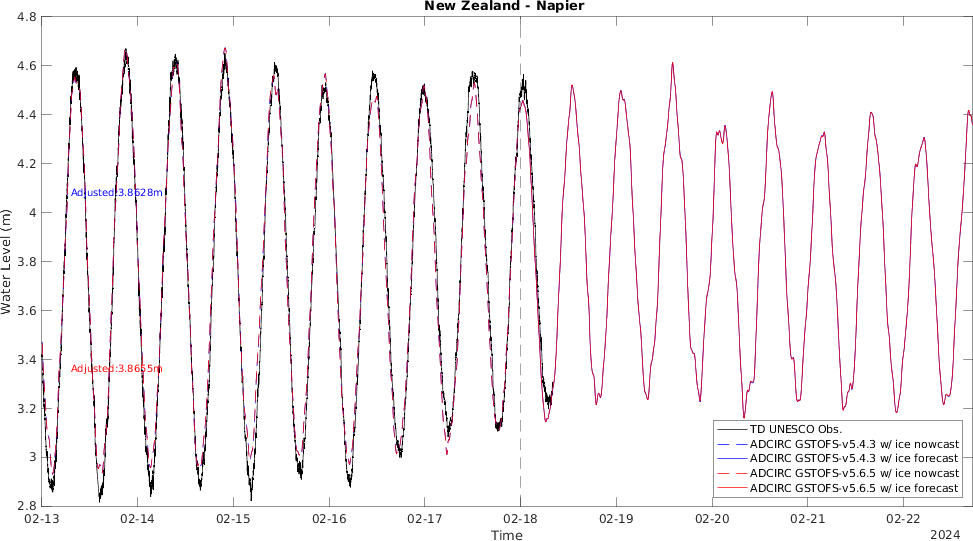 New Zealand - Napier
4.8
4.6
4.4
4.2
4
3.8
3.6
3.4
3.2
3
2.8
Water Level (m)
Adjusted:3.8628m
Adjusted:3.8655m
TD UNESCO Obs.
ADCIRC GSTOFS-v5.4.3 w/ ice nowcast
ADCIRC GSTOFS-v5.4.3 w/ ice forecast
ADCIRC GSTOFS-v5.6.5 w/ ice nowcast
ADCIRC GSTOFS-v5.6.5 w/ ice forecast
02-13 02-14 02-15 02-16 02-17 02-18 02-19 02-20 02-21 02-22
Time
2024